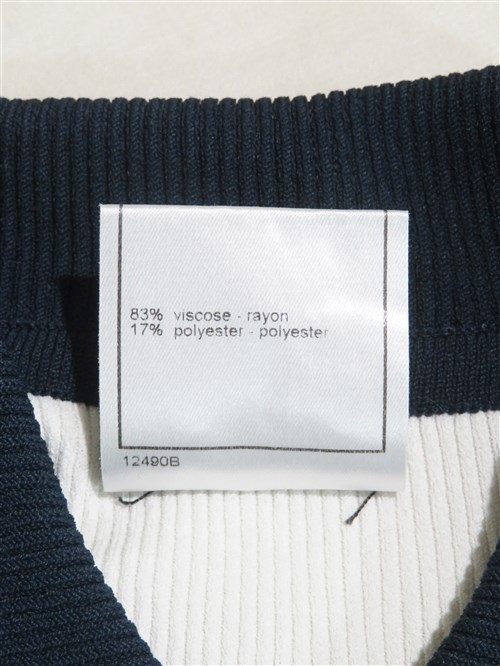 83% viscose - rayon
17% polyester - polyester
12490B